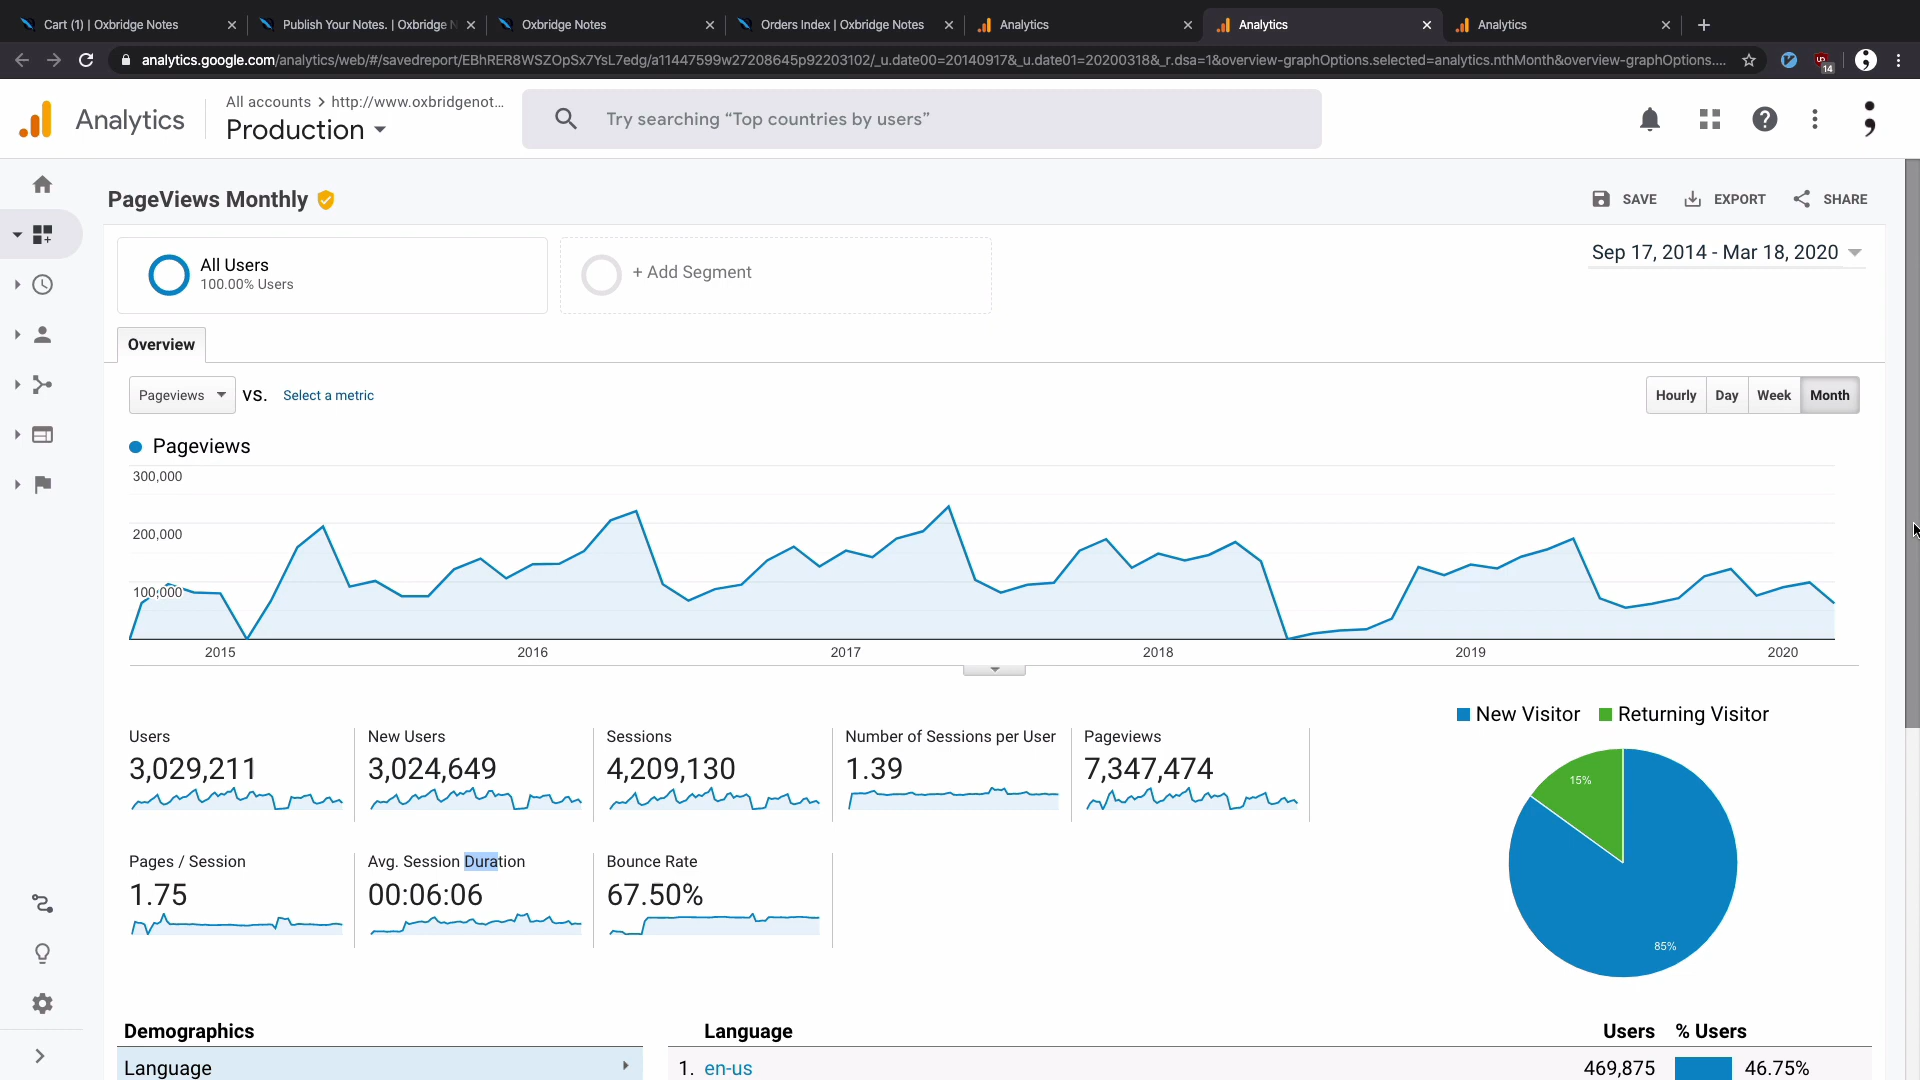 Cart (1) | Oxbridge Notes
Publish Your Notes. | Oxbridge N
Oxbridge Notes
Orders Index | Oxbridge Notes
Analytics
Analytics
Analytics
analytics.google.com/analytics/web/#/savedreport/EBhRER8WSZOpSx7YsL7edg/a11447599w27208645p92203102/_u.date00=20140917&_u.date01=20200318&_r.dsa=1&overview-graphOptions.selected=analytics.nthMonth&overview-graphOptions....
14
Analytics
All accounts > http://www.oxbridgenot...
Production
Try searching “Top countries by users”
PageViews Monthly
SAVE
EXPORT
SHARE
All Users
100.00% Users
+ Add Segment
Sep 17, 2014 - Mar 18, 2020
Overview
Pageviews
VS.
Select a metric
Hourly
Day
Week
Month
Pageviews
300,000
200,000
100,000
2015
2016
2017
2018
2019
2020
New Visitor
Returning Visitor
Users
3,029,211
New Users
3,024,649
Sessions
4,209,130
Number of Sessions per User
1.39
Pageviews
7,347,474
15%
85%
Pages / Session
1.75
Avg. Session Duration
00:06:06
Bounce Rate
67.50%
Demographics
Language
Users
% Users
Language
1. en-us
469,875
46.75%